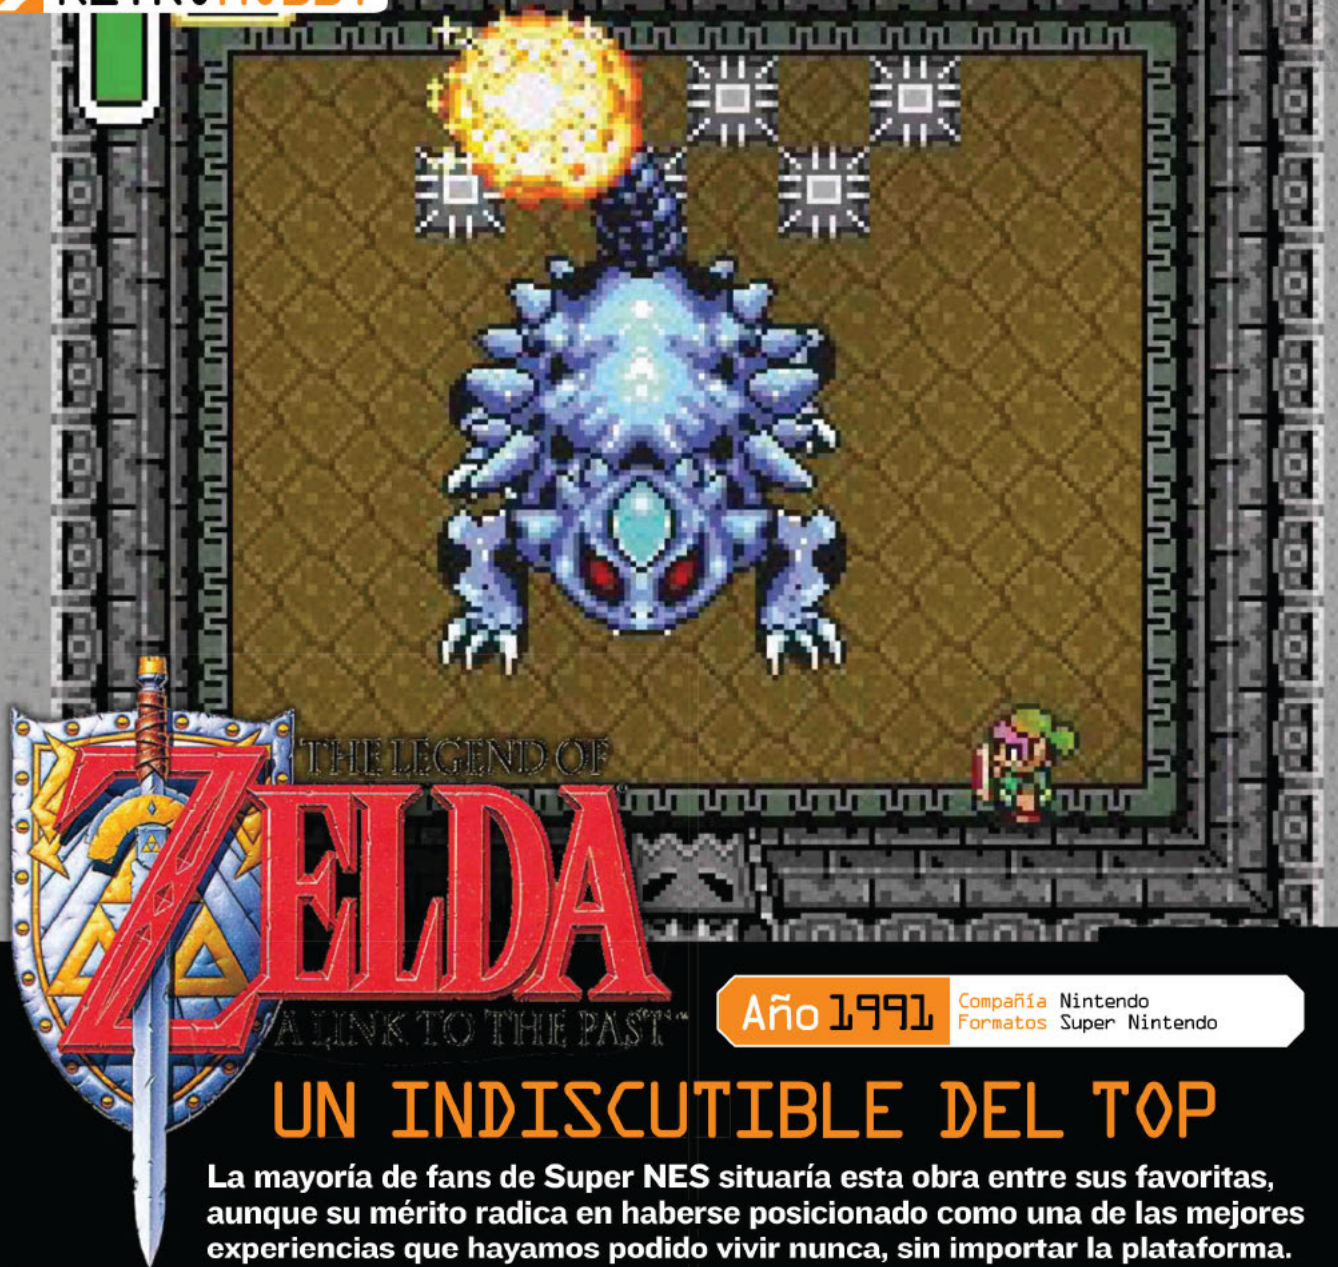 RETROHOBBY
THE LEGEND OF
ZELDA
A LINK TO THE PAST™
Año 1991
Compañía Nintendo
Formatos Super Nintendo
UN INDISCUTIBLE DEL TOP
La mayoría de fans de Super NES situaría esta obra entre sus favoritas,
aunque su mérito radica en haberse posicionado como una de las mejores
experiencias que hayamos podido vivir nunca, sin importar la plataforma.